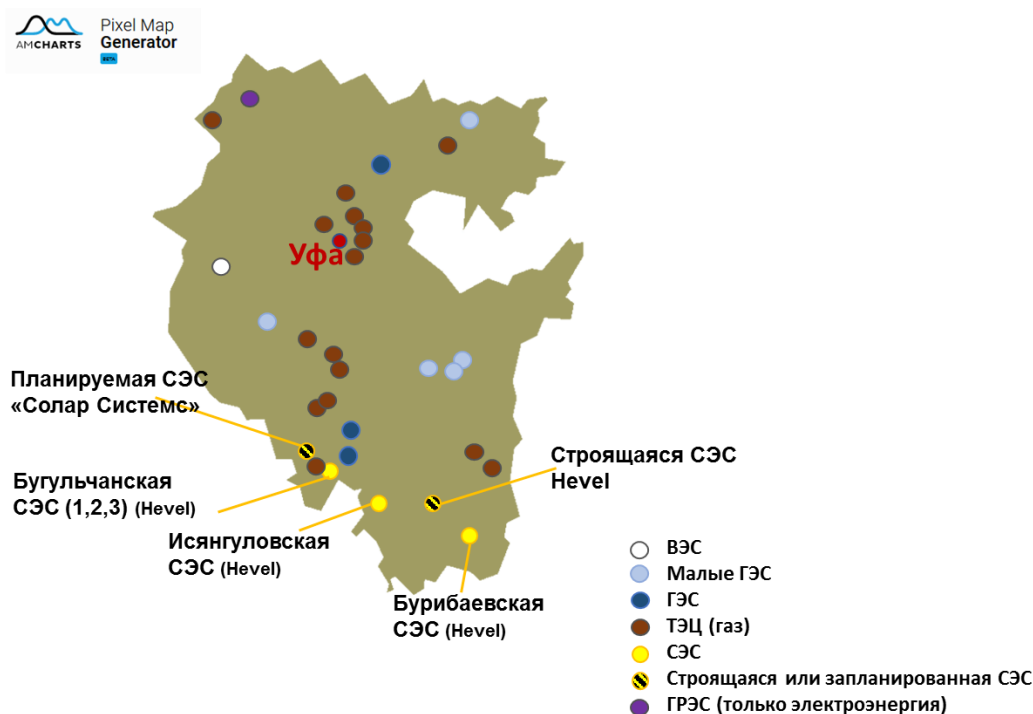 AMCHARTS
Pixel Map
Generator
BETA
Уфа
Планируемая СЭС
«Солар Системс»
Бугульчанская
СЭС (1,2,3) (Hevel)
Исянгуловская
СЭС (Hevel)
Бурибаевская
СЭС (Hevel)
Строящаяся СЭС
Hevel
ВЭС
Малые ГЭС
ГЭС
ТЭЦ (газ)
СЭС
Строящаяся или запланированная СЭС
ГРЭС (только электроэнергия)